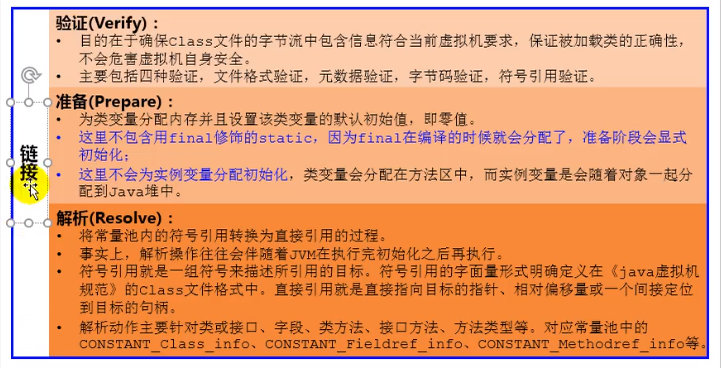 链接
验证(Verify)：
• 目的在于确保Class文件的字节流中包含信息符合当前虚拟机要求，保证被加载类的正确性，
不会危害虚拟机自身安全。
• 主要包括四种验证，文件格式验证，元数据验证，字节码验证，符号引用验证。
准备(Prepare)：
• 为类变量分配内存并且设置该类变量的默认初始值，即零值。
• 这里不包含用final修饰的static，因为final在编译的时候就会分配了，准备阶段会显式
初始化；
• 这里不会为实例变量分配初始化，类变量会分配在方法区中，而实例变量是会随着对象一起分
配到Java堆中。
解析(Resolve)：
• 将常量池内的符号引用转换为直接引用的过程。
• 事实上，解析操作往往会伴随着JVM在执行完初始化之后再执行。
• 符号引用就是一组符号来描述所引用的目标。符号引用的字面量形式明确定义在《java虚拟机
规范》的Class文件格式中。直接引用就是直接指向目标的指针、相对偏移量或一个间接定位
到目标的句柄。
• 解析动作主要针对类或接口、字段、类方法、接口方法、方法类型等。对应常量池中的
CONSTANT_Class_info、CONSTANT_Fieldref_info、CONSTANT_Methodref_info等。